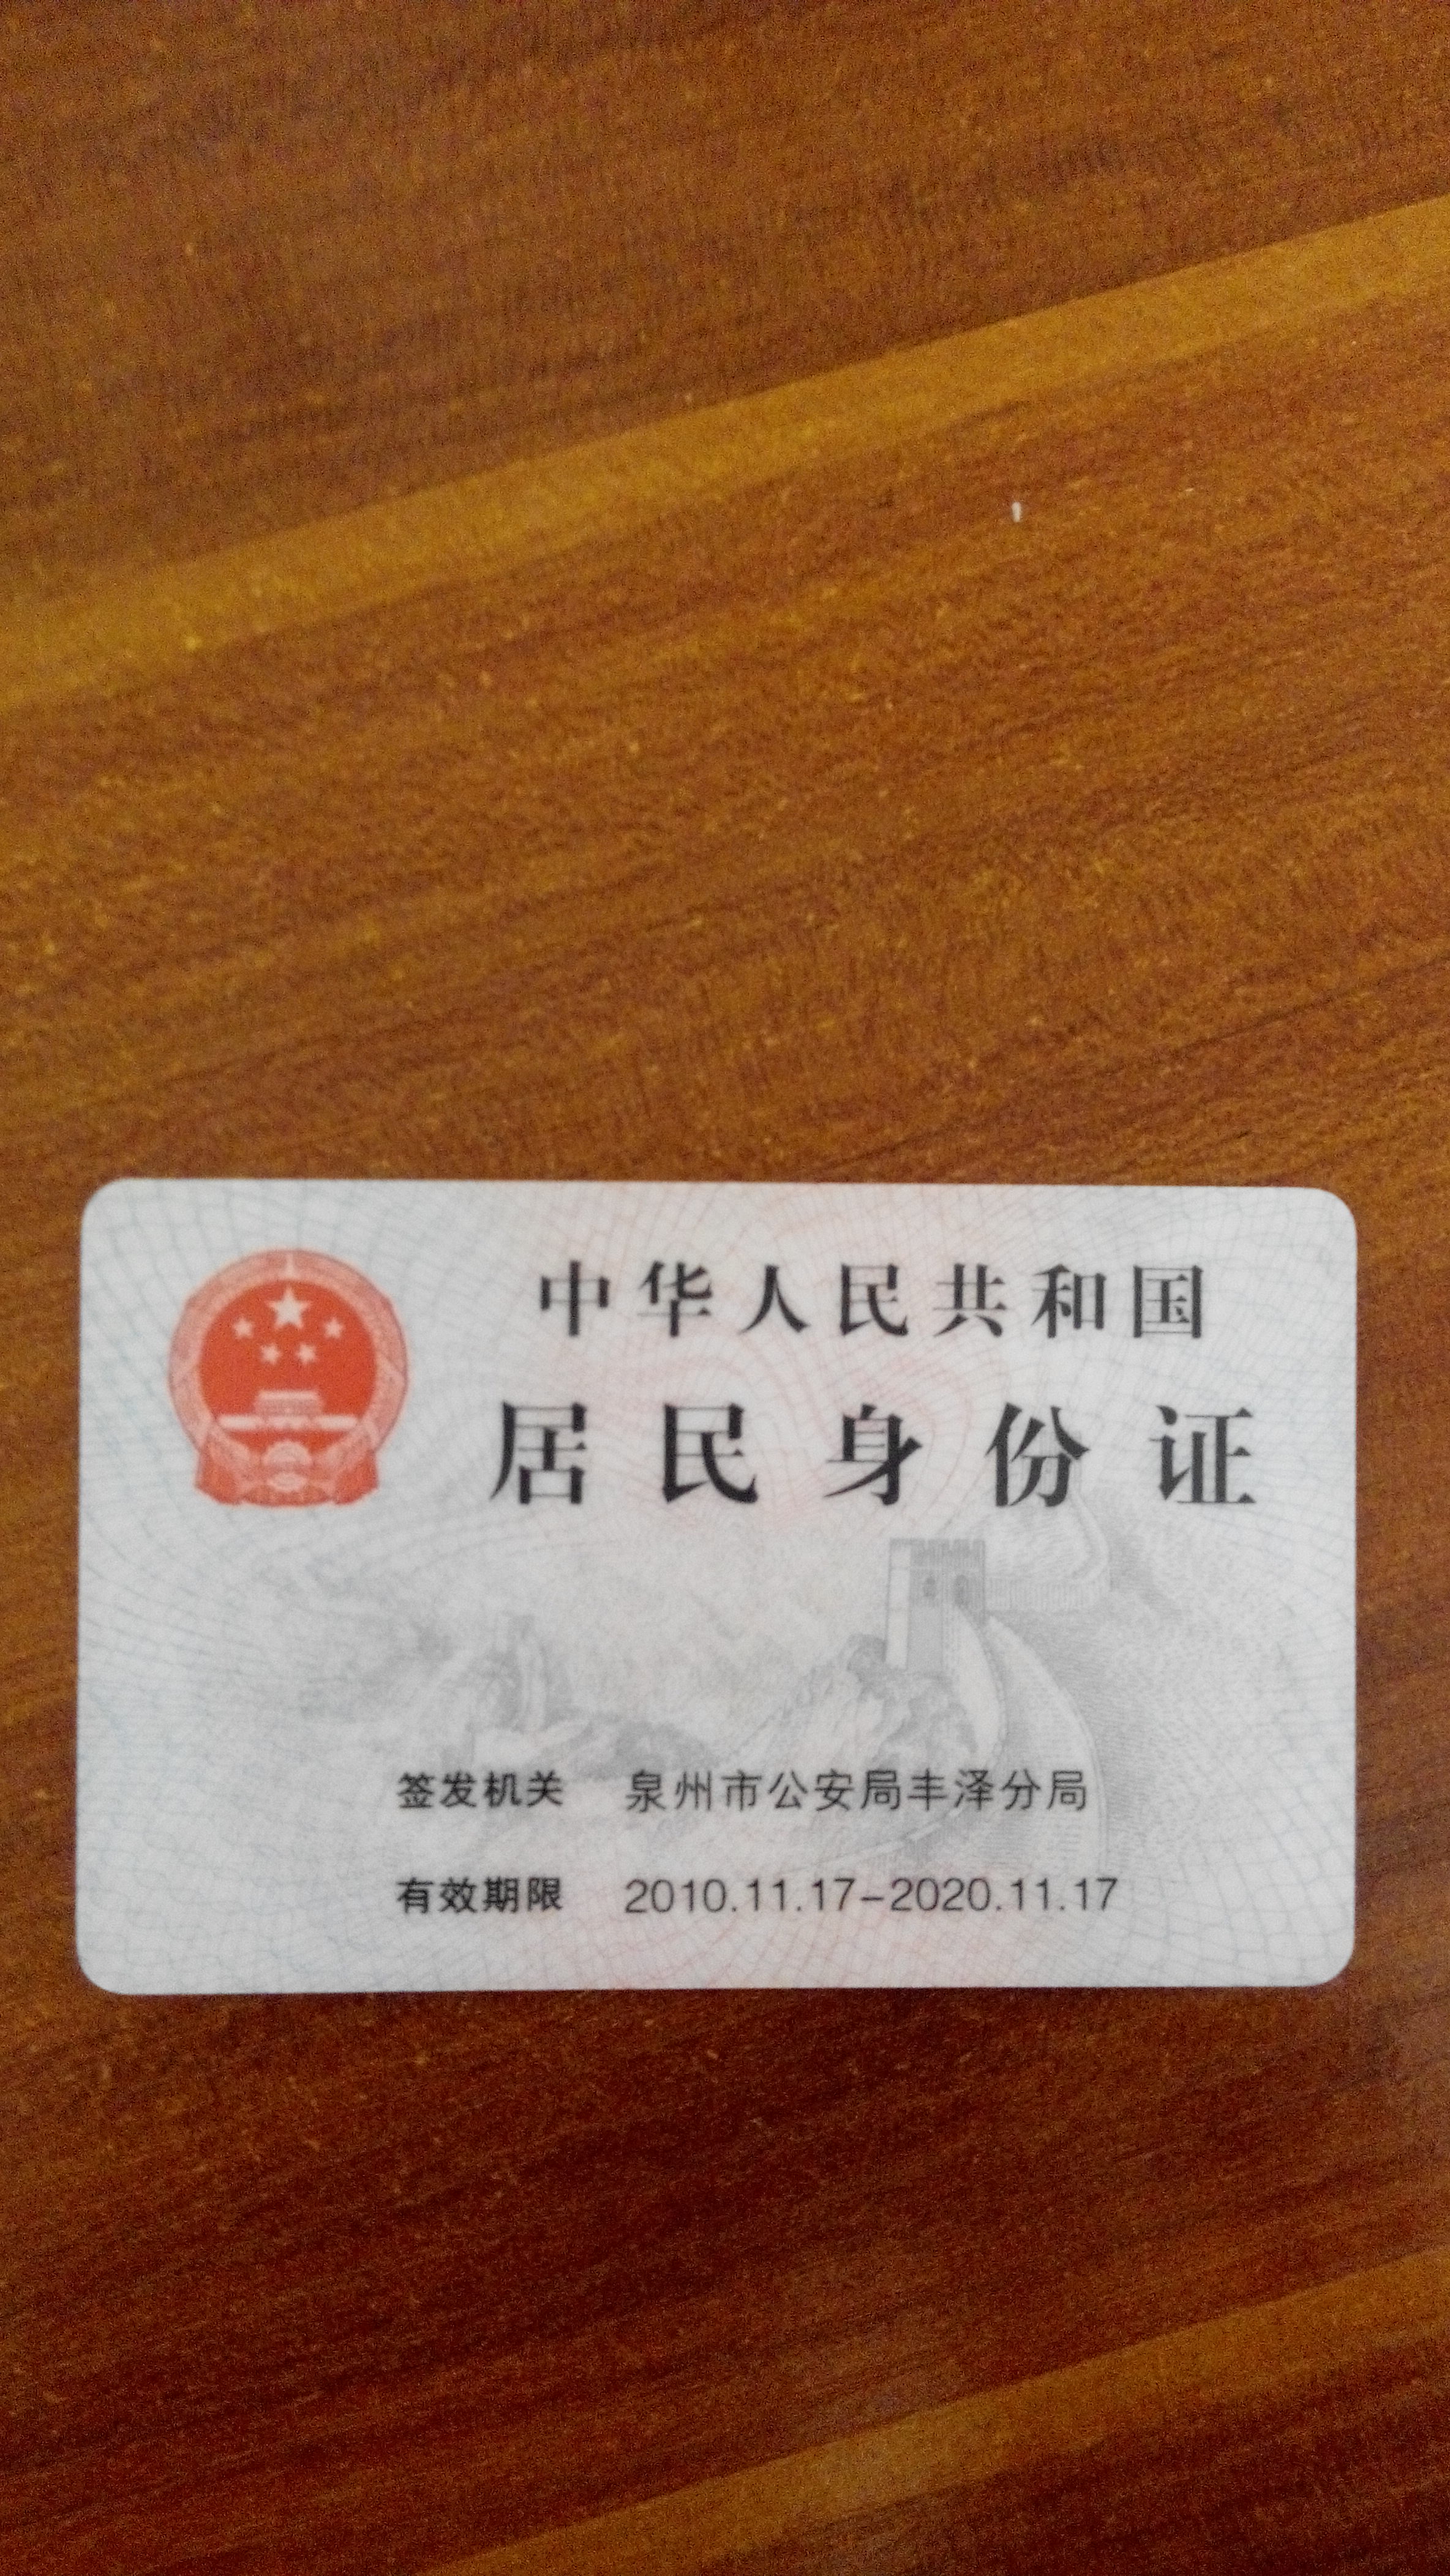 中华人民共和国
居民身份证
签发机关 泉州市公安局丰泽分局
有效期限 2010.11.17-2020.11.17